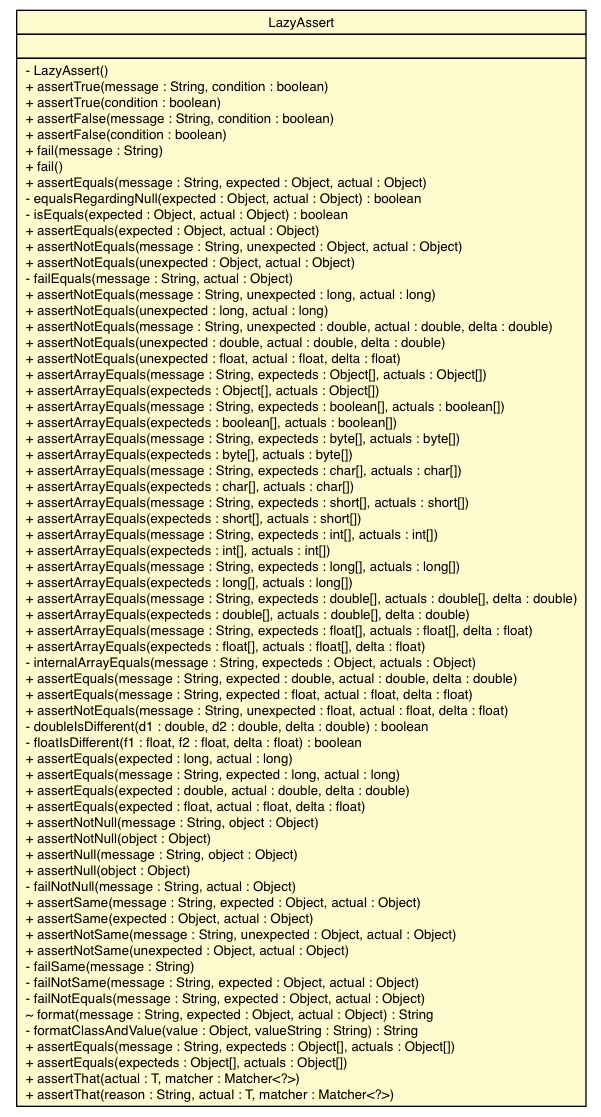 LazyAssert
- LazyAssert()
+ assertTrue(message : String, condition : boolean)
+ assertTrue(condition : boolean)
+ assertFalse(message : String, condition : boolean)
+ assertFalse(condition : boolean)
+ fail(message : String)
+ fail()
+ assertEquals(message : String, expected : Object, actual : Object)
- equalsRegardingNull(expected : Object, actual : Object) : boolean
- isEquals(expected : Object, actual : Object) : boolean
+ assertEquals(expected : Object, actual : Object)
+ assertNotEquals(message : String, unexpected : Object, actual : Object)
+ assertNotEquals(unexpected : Object, actual : Object)
- failEquals(message : String, actual : Object)
+ assertNotEquals(message : String, unexpected : long, actual : long)
+ assertNotEquals(unexpected : long, actual : long)
+ assertNotEquals(message : String, unexpected : double, actual : double, delta : double)
+ assertNotEquals(unexpected : double, actual : double, delta : double)
+ assertNotEquals(unexpected : float, actual : float, delta : float)
+ assertArrayEquals(message : String, expecteds : Object[], actuals : Object[])
+ assertArrayEquals(expecteds : Object[], actuals : Object[])
+ assertArrayEquals(message : String, expecteds : boolean[], actuals : boolean[])
+ assertArrayEquals(expecteds : boolean[], actuals : boolean[])
+ assertArrayEquals(message : String, expecteds : byte[], actuals : byte[])
+ assertArrayEquals(expecteds : byte[], actuals : byte[])
+ assertArrayEquals(message : String, expecteds : char[], actuals : char[])
+ assertArrayEquals(expecteds : char[], actuals : char[])
+ assertArrayEquals(message : String, expecteds : short[], actuals : short[])
+ assertArrayEquals(expecteds : short[], actuals : short[])
+ assertArrayEquals(message : String, expecteds : int[], actuals : int[])
+ assertArrayEquals(expecteds : int[], actuals : int[])
+ assertArrayEquals(message : String, expecteds : long[], actuals : long[])
+ assertArrayEquals(expecteds : long[], actuals : long[])
+ assertArrayEquals(message : String, expecteds : double[], actuals : double[], delta : double)
+ assertArrayEquals(expecteds : double[], actuals : double[], delta : double)
+ assertArrayEquals(message : String, expecteds : float[], actuals : float[], delta : float)
+ assertArrayEquals(expecteds : float[], actuals : float[], delta : float)
- internalArrayEquals(message : String, expecteds : Object, actuals : Object)
+ assertEquals(message : String, expected : double, actual : double, delta : double)
+ assertEquals(message : String, expected : float, actual : float, delta : float)
+ assertNotEquals(message : String, unexpected : float, actual : float, delta : float)
- doubleIsDifferent(d1 : double, d2 : double, delta : double) : boolean
- floatIsDifferent(f1 : float, f2 : float, delta : float) : boolean
+ assertEquals(expected : long, actual : long)
+ assertEquals(message : String, expected : long, actual : long)
+ assertEquals(expected : double, actual : double, delta : double)
+ assertEquals(expected : float, actual : float, delta : float)
+ assertNotNull(message : String, object : Object)
+ assertNotNull(object : Object)
+ assertNull(message : String, object : Object)
+ assertNull(object : Object)
- failNotNull(message : String, actual : Object)
+ assertSame(message : String, expected : Object, actual : Object)
+ assertSame(expected : Object, actual : Object)
+ assertNotSame(message : String, unexpected : Object, actual : Object)
+ assertNotSame(unexpected : Object, actual : Object)
- failSame(message : String)
- failNotSame(message : String, expected : Object, actual : Object)
- failNotEquals(message : String, expected : Object, actual : Object)
~ format(message : String, expected : Object, actual : Object) : String
- formatClassAndValue(value : Object, valueString : String) : String
+ assertEquals(message : String, expecteds : Object[], actuals : Object[])
+ assertEquals(expecteds : Object[], actuals : Object[])
+ assertThat(actual : T, matcher : Matcher<?>)
+ assertThat(reason : String, actual : T, matcher : Matcher<?>)